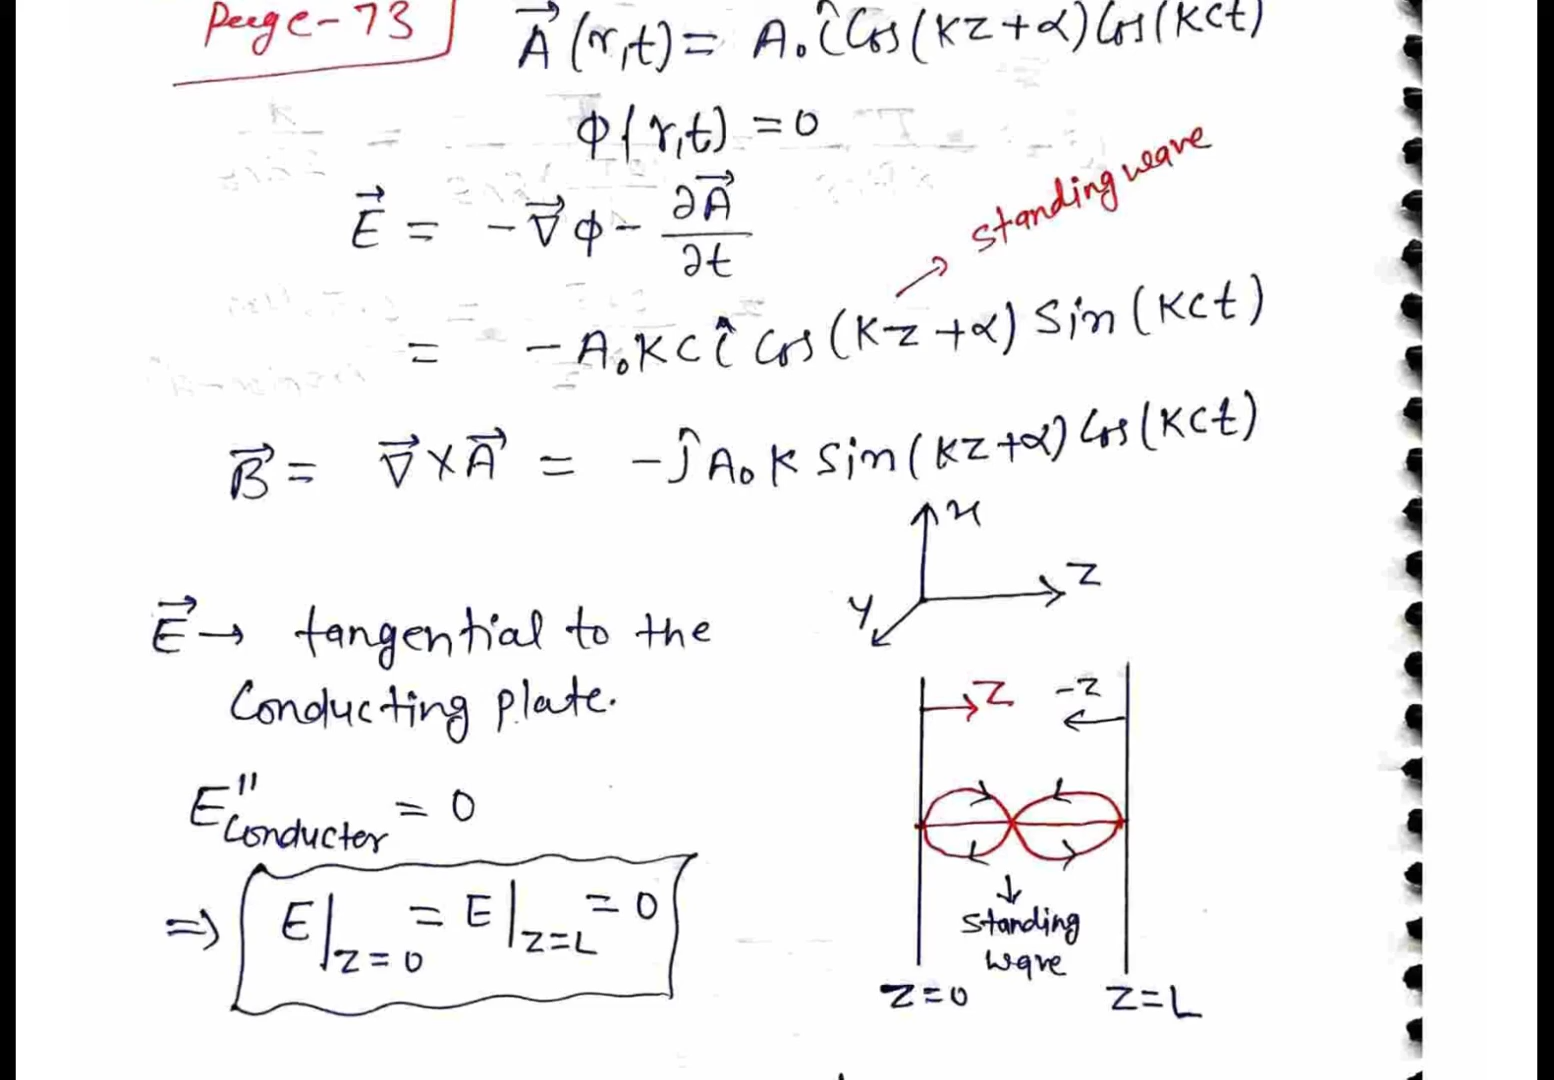 Page-73
A⃗(r,t) = A₀ î Cos(kz+α) Cos(kct)
φ(r,t) = 0
E⃗ = -∇⃗φ - ∂A⃗/∂t
standing wave
= -A₀kc î Cos(kz+α) Sin(kct)
B⃗ = ∇⃗×A⃗ = -ĵ A₀ k Sin(kz+α) Cos(kct)
x
z
y
E⃗ → tangential to the
Conducting plate.
→z -z
E" Conductor = 0
⇒ E|z=0 = E|z=L = 0
Standing
wave
z=0 z=L